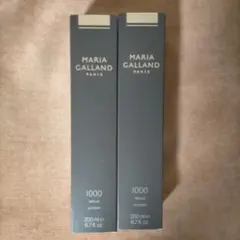 MARIA
GALLAND
PARIS
1000
200 ml ℮
6.7 fl.oz.
MARIA
GALLAND
PARIS
1000
200 ml ℮
6.7 fl.oz.